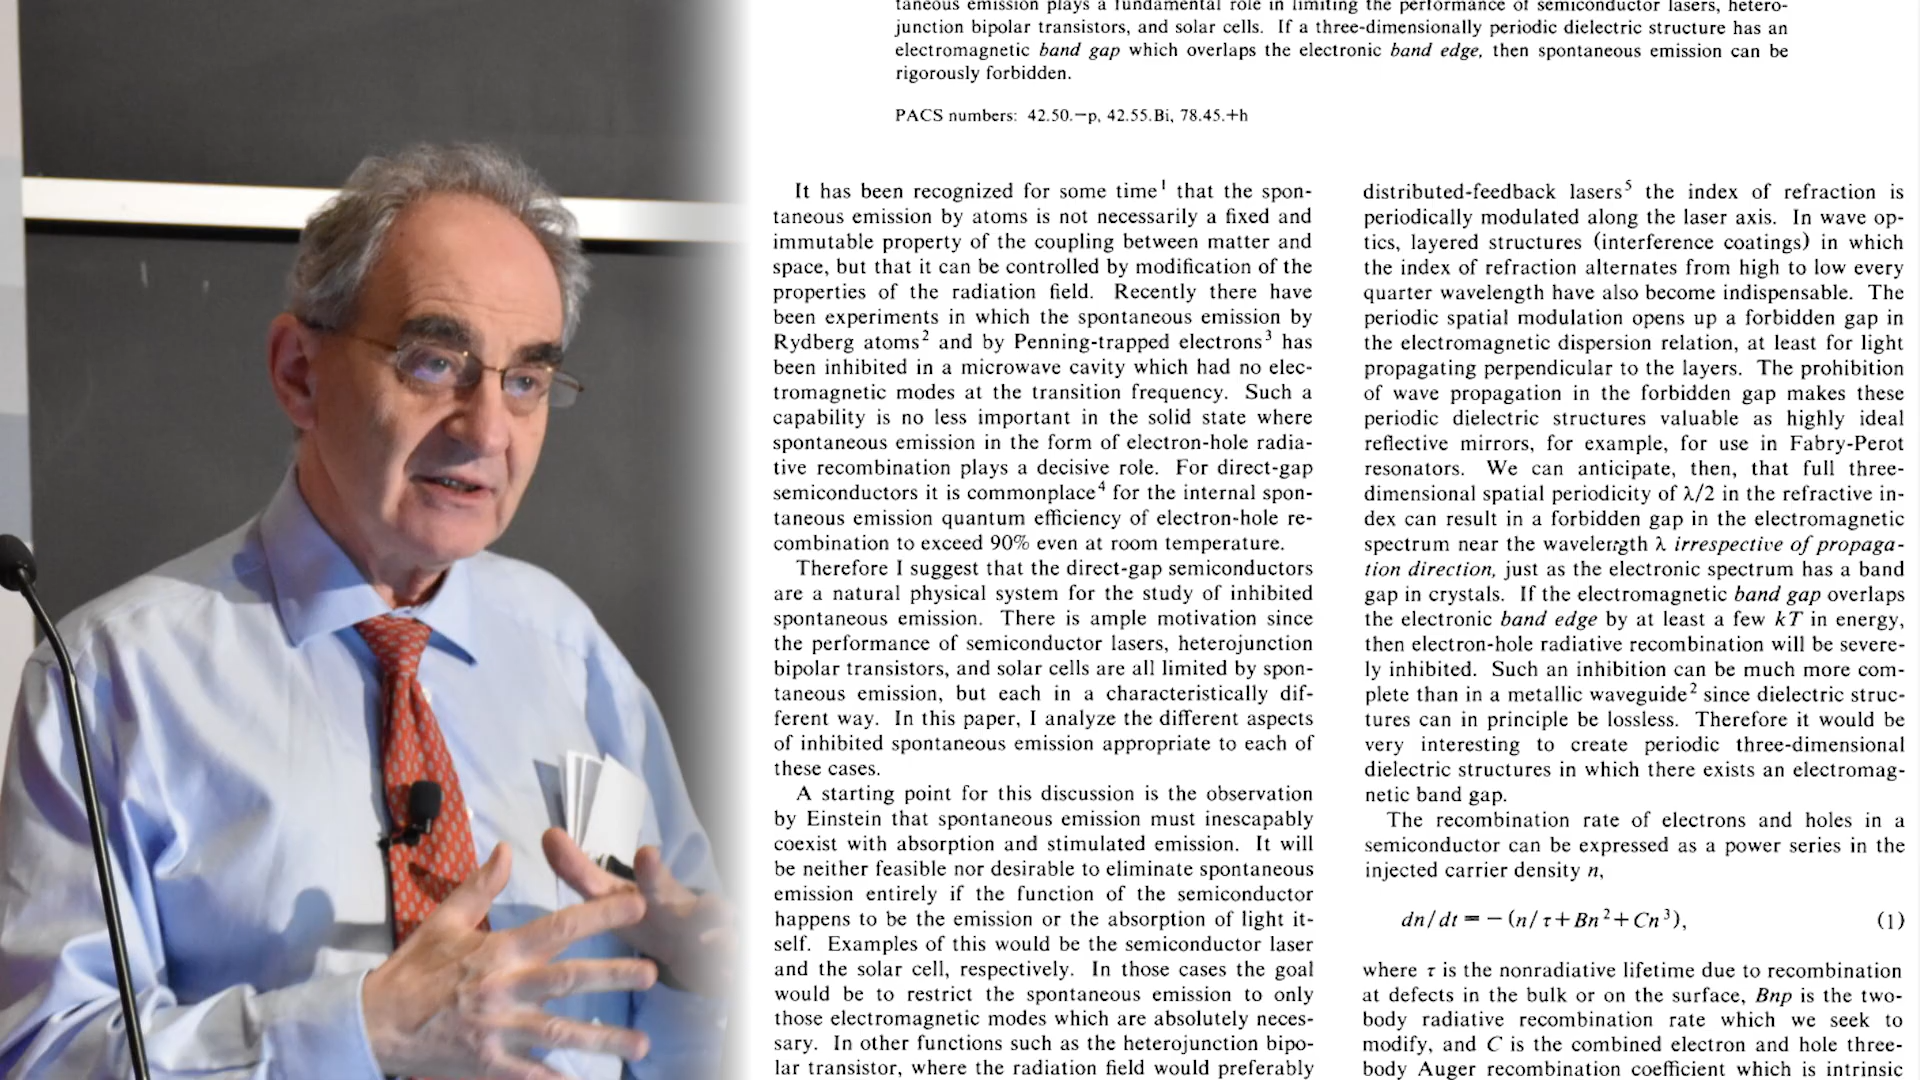 taneous emission plays a fundamental role in limiting the performance of semiconductor lasers, hetero-
junction bipolar transistors, and solar cells. If a three-dimensionally periodic dielectric structure has an
electromagnetic band gap which overlaps the electronic band edge, then spontaneous emission can be
rigorously forbidden.
PACS numbers: 42.50.−p, 42.55.Bi, 78.45.+h
It has been recognized for some time¹ that the spon-
taneous emission by atoms is not necessarily a fixed and
immutable property of the coupling between matter and
space, but that it can be controlled by modification of the
properties of the radiation field. Recently there have
been experiments in which the spontaneous emission by
Rydberg atoms² and by Penning-trapped electrons³ has
been inhibited in a microwave cavity which had no elec-
tromagnetic modes at the transition frequency. Such a
capability is no less important in the solid state where
spontaneous emission in the form of electron-hole radia-
tive recombination plays a decisive role. For direct-gap
semiconductors it is commonplace⁴ for the internal spon-
taneous emission quantum efficiency of electron-hole re-
combination to exceed 90% even at room temperature.
Therefore I suggest that the direct-gap semiconductors
are a natural physical system for the study of inhibited
spontaneous emission. There is ample motivation since
the performance of semiconductor lasers, heterojunction
bipolar transistors, and solar cells are all limited by spon-
taneous emission, but each in a characteristically dif-
ferent way. In this paper, I analyze the different aspects
of inhibited spontaneous emission appropriate to each of
these cases.
A starting point for this discussion is the observation
by Einstein that spontaneous emission must inescapably
coexist with absorption and stimulated emission. It will
be neither feasible nor desirable to eliminate spontaneous
emission entirely if the function of the semiconductor
happens to be the emission or the absorption of light it-
self. Examples of this would be the semiconductor laser
and the solar cell, respectively. In those cases the goal
would be to restrict the spontaneous emission to only
those electromagnetic modes which are absolutely neces-
sary. In other functions such as the heterojunction bipo-
lar transistor, where the radiation field would preferably
distributed-feedback lasers⁵ the index of refraction is
periodically modulated along the laser axis. In wave op-
tics, layered structures (interference coatings) in which
the index of refraction alternates from high to low every
quarter wavelength have also become indispensable. The
periodic spatial modulation opens up a forbidden gap in
the electromagnetic dispersion relation, at least for light
propagating perpendicular to the layers. The prohibition
of wave propagation in the forbidden gap makes these
periodic dielectric structures valuable as highly ideal
reflective mirrors, for example, for use in Fabry-Perot
resonators. We can anticipate, then, that full three-
dimensional spatial periodicity of λ/2 in the refractive in-
dex can result in a forbidden gap in the electromagnetic
spectrum near the wavelength λ irrespective of propaga-
tion direction, just as the electronic spectrum has a band
gap in crystals. If the electromagnetic band gap overlaps
the electronic band edge by at least a few kT in energy,
then electron-hole radiative recombination will be severe-
ly inhibited. Such an inhibition can be much more com-
plete than in a metallic waveguide² since dielectric struc-
tures can in principle be lossless. Therefore it would be
very interesting to create periodic three-dimensional
dielectric structures in which there exists an electromag-
netic band gap.
The recombination rate of electrons and holes in a
semiconductor can be expressed as a power series in the
injected carrier density n,
dn/dt = −(n/τ+Bn²+Cn³), (1)
where τ is the nonradiative lifetime due to recombination
at defects in the bulk or on the surface, Bnp is the two-
body radiative recombination rate which we seek to
modify, and C is the combined electron and hole three-
body Auger recombination coefficient which is intrinsic